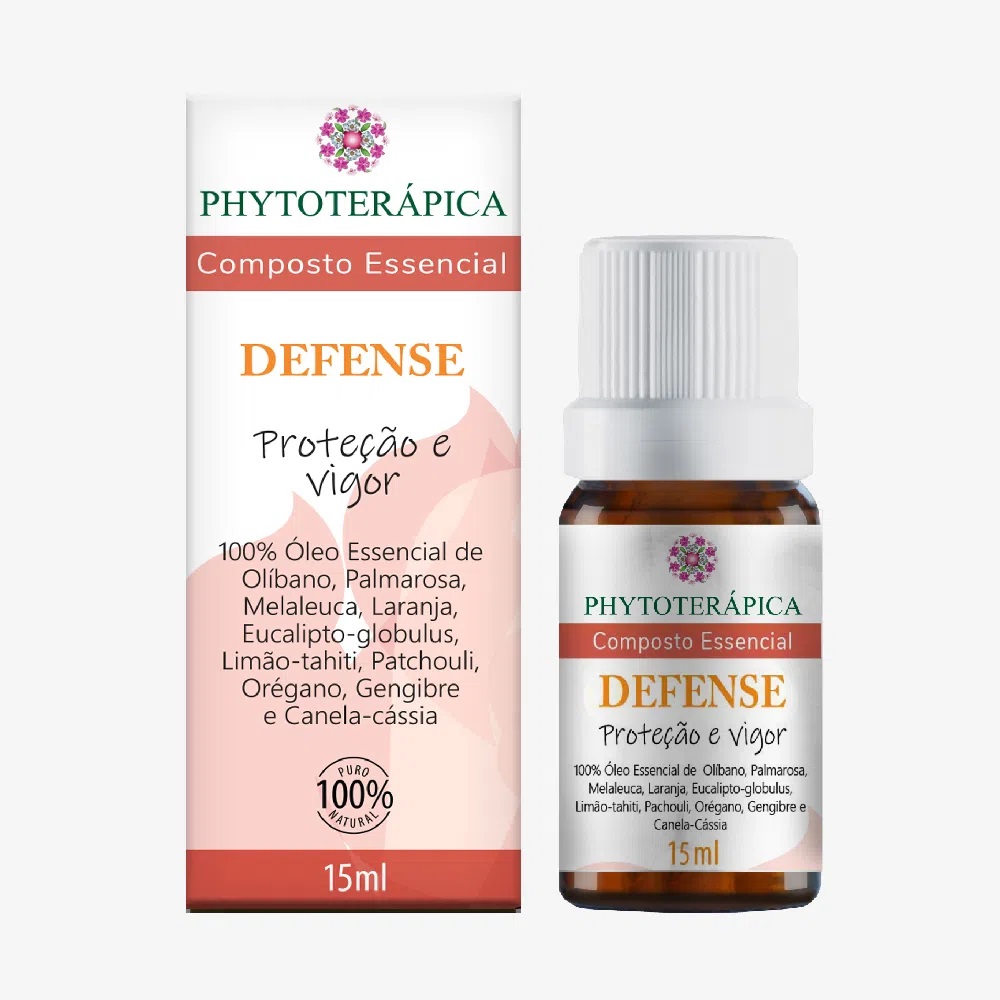 PHYTOTERÁPICA
Composto Essencial
DEFENSE
Proteção e
vigor
100% Óleo Essencial de
Olíbano, Palmarosa,
Melaleuca, Laranja,
Eucalipto-globulus,
Limão-tahiti, Patchouli,
Orégano, Gengibre
e Canela-cássia
PURO
100%
NATURAL
15ml
PHYTOTERÁPICA
Composto Essencial
DEFENSE
Proteção e vigor
100% Óleo Essencial de Olíbano, Palmarosa,
Melaleuca, Laranja, Eucalipto-globulus,
Limão-tahiti, Pachouli, Orégano, Gengibre e
Canela-Cássia
15ml